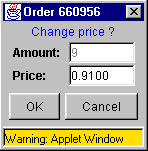 Order 660956
Change price ?
Amount: 9
Price: 0.9100
OK Cancel
Warning: Applet Window